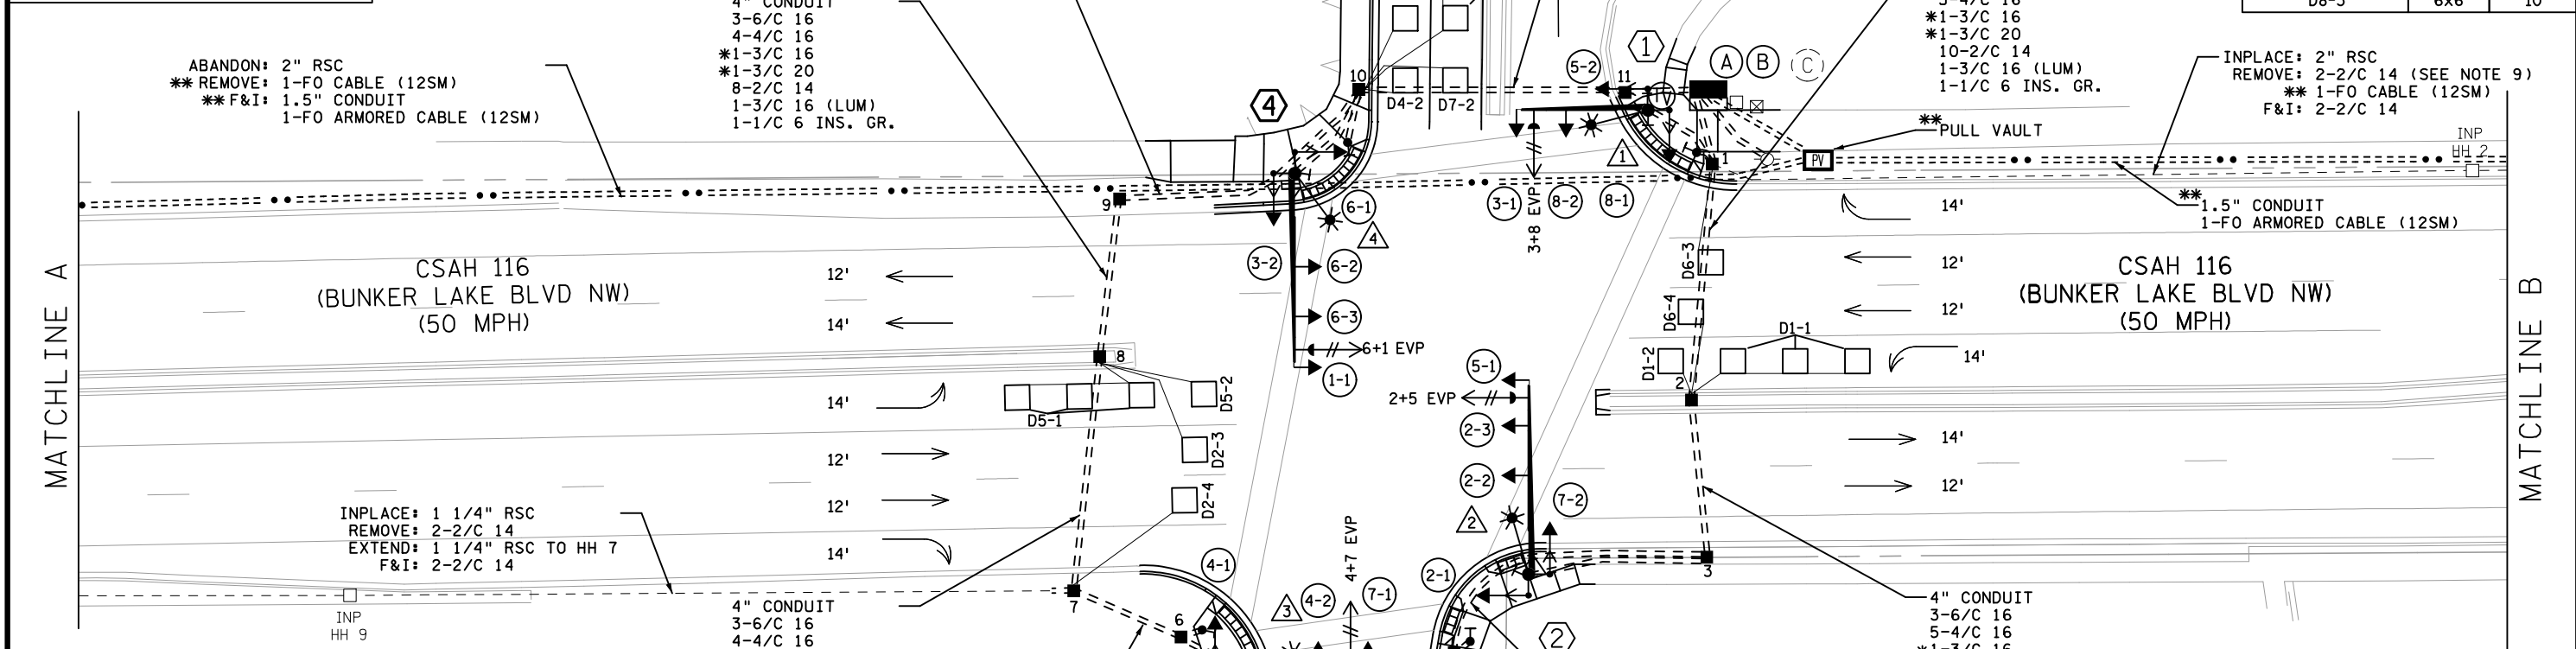 4" CONDUIT
3-6/C 16
4-4/C 16
*1-3/C 16
*1-3/C 20
8-2/C 14
1-3/C 16 (LUM)
1-1/C 6 INS. GR.
ABANDON: 2" RSC
** REMOVE: 1-FO CABLE (12SM)
** F&I: 1.5" CONDUIT
1-FO ARMORED CABLE (12SM)
*1-3/C 16
*1-3/C 20
10-2/C 14
1-3/C 16 (LUM)
1-1/C 6 INS. GR.
D8-3 6x6 10
INPLACE: 2" RSC
REMOVE: 2-2/C 14 (SEE NOTE 9)
** 1-FO CABLE (12SM)
F&I: 2-2/C 14
**
PULL VAULT
PV
INP
HH 2
**
1.5" CONDUIT
1-FO ARMORED CABLE (12SM)
10
D4-2
D7-2
4
5-2
11
1
A
B
C
1
1
9
6-1
4
3-1
3+8 EVP
8-2
8-1
3-2
6-2
6-3
6+1 EVP
1-1
D6-3
D6-4
D1-1
D1-2
2
14'
12'
12'
14'
14'
12'
MATCHLINE A
CSAH 116
(BUNKER LAKE BLVD NW)
(50 MPH)
CSAH 116
(BUNKER LAKE BLVD NW)
(50 MPH)
MATCHLINE B
12'
14'
14'
12'
12'
14'
8
D5-1
D5-2
D2-3
D2-4
5-1
2+5 EVP
2-3
2-2
7-2
2
INPLACE: 1 1/4" RSC
REMOVE: 2-2/C 14
EXTEND: 1 1/4" RSC TO HH 7
F&I: 2-2/C 14
INP
HH 9
7
6
4-1
3
4-2
4+7 EVP
7-1
2-1
3
2
4" CONDUIT
3-6/C 16
4-4/C 16
4" CONDUIT
3-6/C 16
5-4/C 16
*1-3/C 16